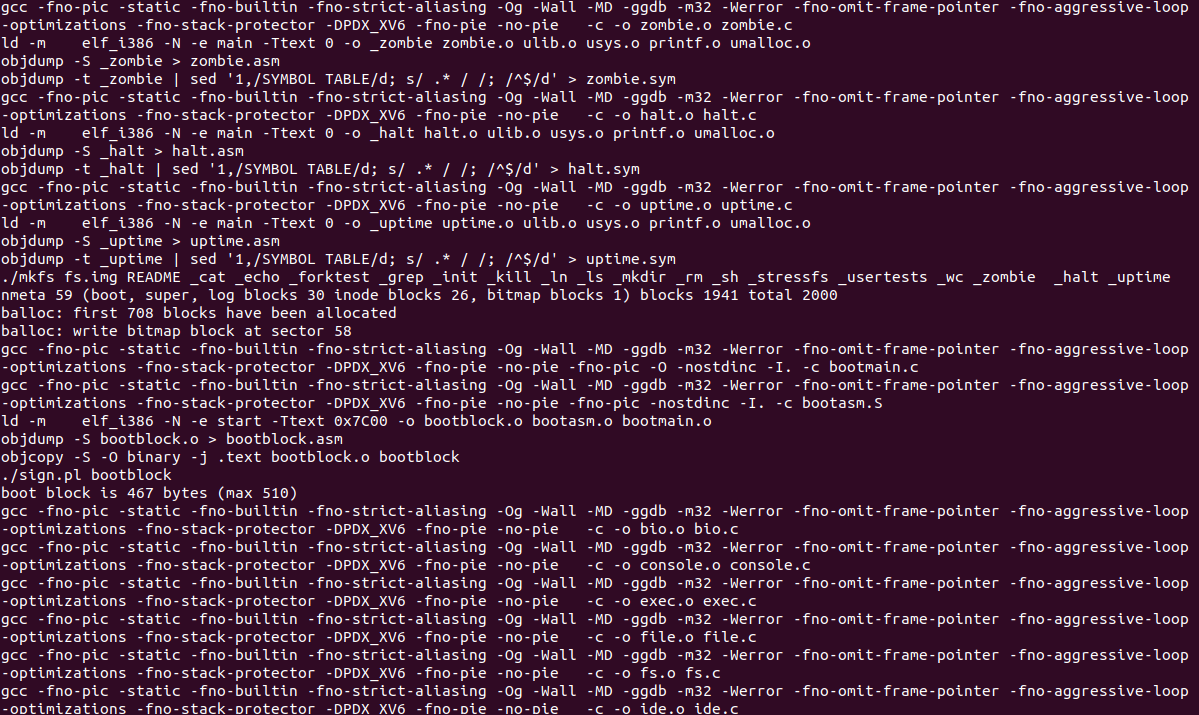 gcc -fno-pic -static -fno-builtin -fno-strict-aliasing -Og -Wall -MD -ggdb -m32 -Werror -fno-omit-frame-pointer -fno-aggressive-loop
-optimizations -fno-stack-protector -DPDX_XV6 -fno-pie -no-pie   -c -o zombie.o zombie.c
ld -m    elf_i386 -N -e main -Ttext 0 -o _zombie zombie.o ulib.o usys.o printf.o umalloc.o
objdump -S _zombie > zombie.asm
objdump -t _zombie | sed '1,/SYMBOL TABLE/d; s/ .* / /; /^$/d' > zombie.sym
gcc -fno-pic -static -fno-builtin -fno-strict-aliasing -Og -Wall -MD -ggdb -m32 -Werror -fno-omit-frame-pointer -fno-aggressive-loop
-optimizations -fno-stack-protector -DPDX_XV6 -fno-pie -no-pie   -c -o halt.o halt.c
ld -m    elf_i386 -N -e main -Ttext 0 -o _halt halt.o ulib.o usys.o printf.o umalloc.o
objdump -S _halt > halt.asm
objdump -t _halt | sed '1,/SYMBOL TABLE/d; s/ .* / /; /^$/d' > halt.sym
gcc -fno-pic -static -fno-builtin -fno-strict-aliasing -Og -Wall -MD -ggdb -m32 -Werror -fno-omit-frame-pointer -fno-aggressive-loop
-optimizations -fno-stack-protector -DPDX_XV6 -fno-pie -no-pie   -c -o uptime.o uptime.c
ld -m    elf_i386 -N -e main -Ttext 0 -o _uptime uptime.o ulib.o usys.o printf.o umalloc.o
objdump -S _uptime > uptime.asm
objdump -t _uptime | sed '1,/SYMBOL TABLE/d; s/ .* / /; /^$/d' > uptime.sym
./mkfs fs.img README _cat _echo _forktest _grep _init _kill _ln _ls _mkdir _rm _sh _stressfs _usertests _wc _zombie  _halt _uptime
nmeta 59 (boot, super, log blocks 30 inode blocks 26, bitmap blocks 1) blocks 1941 total 2000
balloc: first 708 blocks have been allocated
balloc: write bitmap block at sector 58
gcc -fno-pic -static -fno-builtin -fno-strict-aliasing -Og -Wall -MD -ggdb -m32 -Werror -fno-omit-frame-pointer -fno-aggressive-loop
-optimizations -fno-stack-protector -DPDX_XV6 -fno-pie -no-pie -fno-pic -O -nostdinc -I. -c bootmain.c
gcc -fno-pic -static -fno-builtin -fno-strict-aliasing -Og -Wall -MD -ggdb -m32 -Werror -fno-omit-frame-pointer -fno-aggressive-loop
-optimizations -fno-stack-protector -DPDX_XV6 -fno-pie -no-pie -fno-pic -nostdinc -I. -c bootasm.S
ld -m    elf_i386 -N -e start -Ttext 0x7C00 -o bootblock.o bootasm.o bootmain.o
objdump -S bootblock.o > bootblock.asm
objcopy -S -O binary -j .text bootblock.o bootblock
./sign.pl bootblock
boot block is 467 bytes (max 510)
gcc -fno-pic -static -fno-builtin -fno-strict-aliasing -Og -Wall -MD -ggdb -m32 -Werror -fno-omit-frame-pointer -fno-aggressive-loop
-optimizations -fno-stack-protector -DPDX_XV6 -fno-pie -no-pie   -c -o bio.o bio.c
gcc -fno-pic -static -fno-builtin -fno-strict-aliasing -Og -Wall -MD -ggdb -m32 -Werror -fno-omit-frame-pointer -fno-aggressive-loop
-optimizations -fno-stack-protector -DPDX_XV6 -fno-pie -no-pie   -c -o console.o console.c
gcc -fno-pic -static -fno-builtin -fno-strict-aliasing -Og -Wall -MD -ggdb -m32 -Werror -fno-omit-frame-pointer -fno-aggressive-loop
-optimizations -fno-stack-protector -DPDX_XV6 -fno-pie -no-pie   -c -o exec.o exec.c
gcc -fno-pic -static -fno-builtin -fno-strict-aliasing -Og -Wall -MD -ggdb -m32 -Werror -fno-omit-frame-pointer -fno-aggressive-loop
-optimizations -fno-stack-protector -DPDX_XV6 -fno-pie -no-pie   -c -o file.o file.c
gcc -fno-pic -static -fno-builtin -fno-strict-aliasing -Og -Wall -MD -ggdb -m32 -Werror -fno-omit-frame-pointer -fno-aggressive-loop
-optimizations -fno-stack-protector -DPDX_XV6 -fno-pie -no-pie   -c -o fs.o fs.c
gcc -fno-pic -static -fno-builtin -fno-strict-aliasing -Og -Wall -MD -ggdb -m32 -Werror -fno-omit-frame-pointer -fno-aggressive-loop
-optimizations -fno-stack-protector -DPDX_XV6 -fno-pie -no-pie   -c -o ide.o ide.c